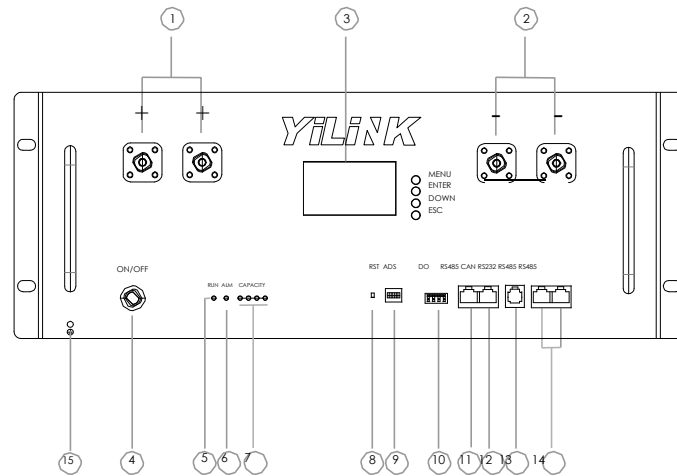 1 3 2
+ + - -
YiLiNK
MENU
ENTER
DOWN
ESC
ON/OFF
RST ADS DO RS485 CAN RS232 RS485 RS485
RUN ALM CAPACITY
15 4 5 6 7 8 9 10 11 12 13 14